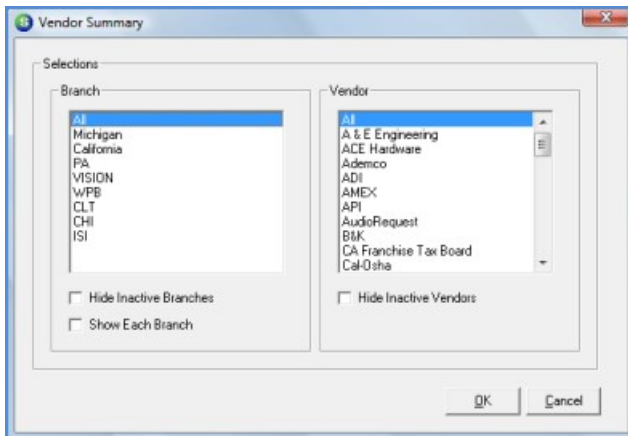 Vendor Summary
Selections
Branch
All
Michigan
California
PA
VISION
WPB
CLT
CHI
ISI
Hide Inactive Branches
Show Each Branch
Vendor
All
A & E Engineering
ACE Hardware
Ademco
ADI
AMEX
API
AudioRequest
B&K
CA Franchise Tax Board
Cal-Osha
Hide Inactive Vendors
OK
Cancel